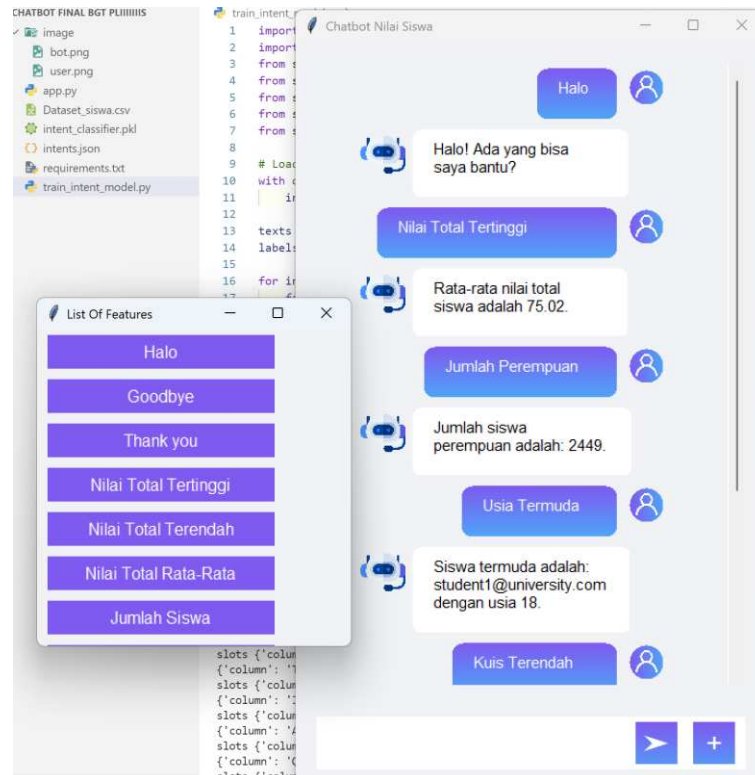 CHATBOT FINAL BGT PLIIIIIIS
image
bot.png
user.png
app.py
Dataset_siswa.csv
intent_classifier.pkl
intents.json
requirements.txt
train_intent_model.py
1 import
2 import
3 from s
4 from s
5 from s
6 from s
7 from s
8
9 # Load
10 with
11 in
12
13 texts
14 labels
15
16 for in
17
Chatbot Nilai Siswa
Halo
Halo! Ada yang bisa
saya bantu?
Nilai Total Tertinggi
Rata-rata nilai total
siswa adalah 75.02.
Jumlah Perempuan
Jumlah siswa
perempuan adalah: 2449.
Usia Termuda
Siswa termuda adalah:
student1@university.com
dengan usia 18.
Kuis Terendah
List Of Features
Halo
Goodbye
Thank you
Nilai Total Tertinggi
Nilai Total Terendah
Nilai Total Rata-Rata
Jumlah Siswa
slots {'colum
{'column': 'T
slots {'colum
{'column':
slots {'colum
{'column': 'A
slots {'colum
{'column': 'Q